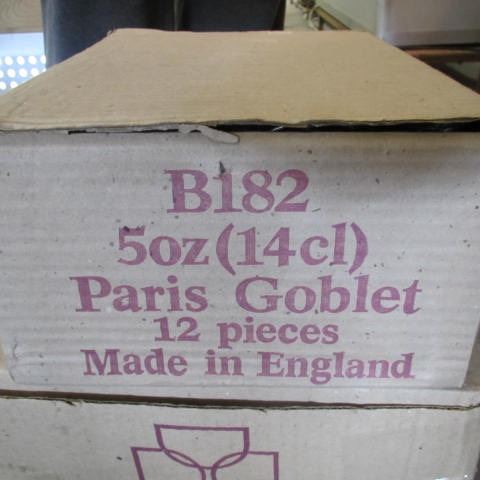 B182
5oz (14cl)
Paris Goblet
12 pieces
Made in England